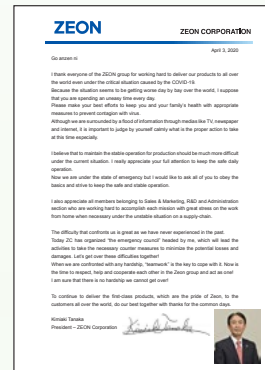 ZEON
ZEON CORPORATION
April 3, 2020
Go anzen ni
I thank everyone of the ZEON group for working hard to deliver our products to all over
the world even under the critical situation caused by the COVID-19.
Because the situation seems to be getting worse day by bay over the world, I suppose
that you are spending an uneasy time every day.
Please make your best efforts to keep you and your family's health with appropriate
measures to prevent contagion with virus.
Although we are surrounded by a flood of information through medias like TV, newspaper
and internet, it is important to judge by yourself calmly what is the proper action to take
at this time especially.
I believe that to maintain the stable operation for production should be much more difficult
under the current situation. I really appreciate your full attention to keep the safe daily
operation.
Now we are under the state of emergency but I would like to ask all of you to obey the
basics and strive to keep the safe and stable operation.
I also appreciate all members belonging to Sales & Marketing, R&D and Administration
section who are working hard to accomplish each mission with great stress on the work
from home when necessary under the unstable situation on a supply-chain.
The difficulty that confronts us is great as we have never experienced in the past.
Today ZC has organized "the emergency council" headed by me, which will lead the
activities to take the necessary counter measures to minimize the potential losses and
damages. Let's get over these difficulties together!
When we are confronted with any hardship, "teamwork" is the key to cope with it. Now is
the time to respect, help and cooperate each other in the Zeon group and act as one!
I am sure that there is no hardship we cannot get over!
To continue to deliver the first-class products, which are the pride of Zeon, to the
customers all over the world, do our best together with thanks for the common days.
Kimiaki Tanaka
President – ZEON Corporation
Kimiaki Tanaka